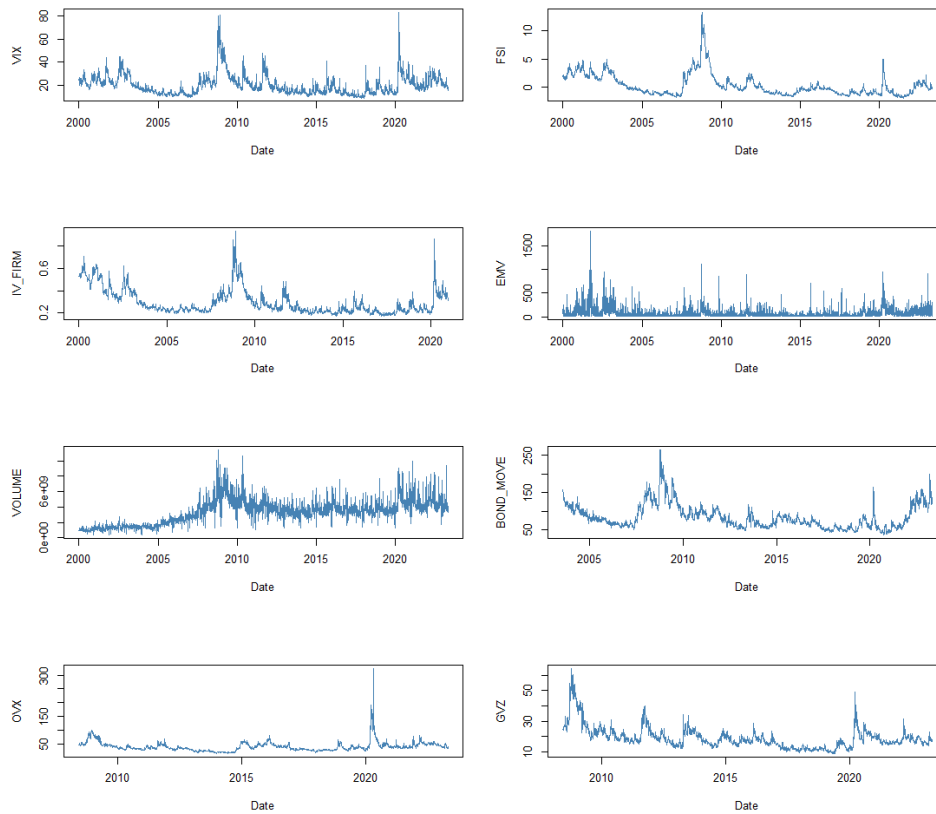 VIX
20 40 60 80
2000 2005 2010 2015 2020
Date
FSI
0 5 10
2000 2005 2010 2015 2020
Date
IV_FIRM
0.2 0.6
2000 2005 2010 2015 2020
Date
EMV
0 500 1500
2000 2005 2010 2015 2020
Date
VOLUME
0e+00 6e+09
2000 2005 2010 2015 2020
Date
BOND_MOVE
50 150 250
2005 2010 2015 2020
Date
OVX
50 150 300
2010 2015 2020
Date
GVZ
10 30 50
2010 2015 2020
Date